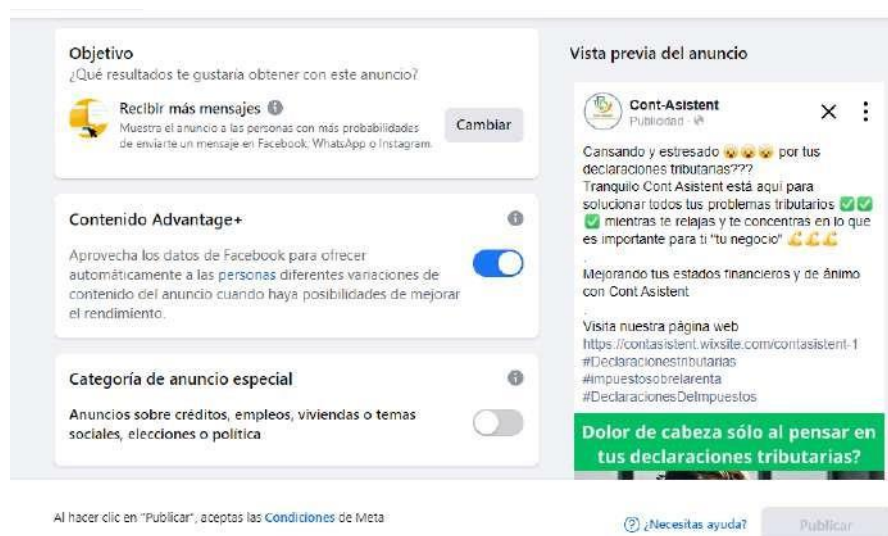 Objetivo
¿Qué resultados te gustaría obtener con este anuncio?
Recibir más mensajes
Muestra el anuncio a las personas con más probabilidades
de enviarte un mensaje en Facebook, WhatsApp o Instagram.
Cambiar
Contenido Advantage+
Aprovecha los datos de Facebook para ofrecer
automáticamente a las personas diferentes variaciones de
contenido del anuncio cuando haya posibilidades de mejorar
el rendimiento.
Categoría de anuncio especial
Anuncios sobre créditos, empleos, viviendas o temas
sociales, elecciones o política
Vista previa del anuncio
Cont-Asistent
Publicidad ·
Cansando y estresado 😪😪😪 por tus
declaraciones tributarias???
Tranquilo Cont Asistent está aquí para
solucionar todos tus problemas tributarios ✅✅
✅ mientras te relajas y te concentras en lo que
es importante para ti "tu negocio" 💪💪💪
.
Mejorando tus estados financieros y de ánimo
con Cont Asistent
.
Visita nuestra página web
https://contasistent.wixsite.com/contasistent-1
#Declaracionestributarias
#impuestosobrelarenta
#DeclaracionesDeImpuestos
Dolor de cabeza sólo al pensar en
tus declaraciones tributarias?
Al hacer clic en "Publicar", aceptas las Condiciones de Meta
¿Necesitas ayuda?
Publicar